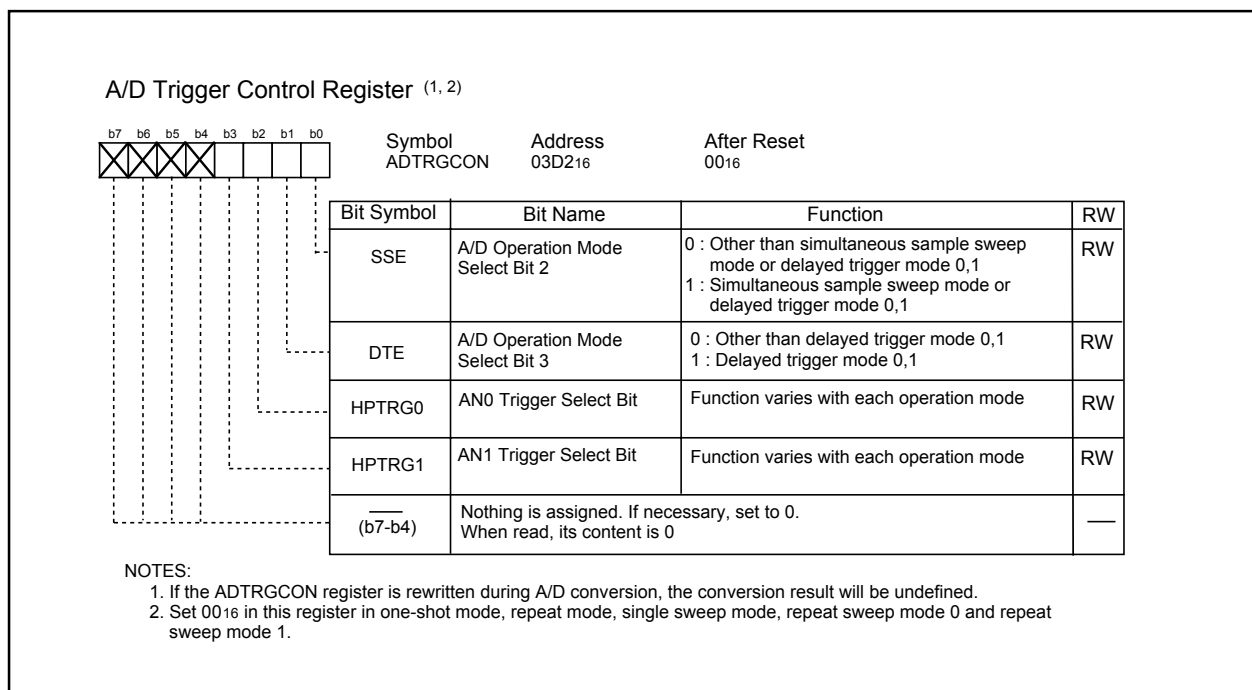 A/D Trigger Control Register (1, 2)
b7 b6 b5 b4 b3 b2 b1 b0
Symbol Address After Reset
ADTRGCON 03D216 0016
Bit Symbol Bit Name Function RW
SSE A/D Operation Mode Select Bit 2 0 : Other than simultaneous sample sweep RW
mode or delayed trigger mode 0,1
1 : Simultaneous sample sweep mode or
delayed trigger mode 0,1
DTE A/D Operation Mode Select Bit 3 0 : Other than delayed trigger mode 0,1 RW
1 : Delayed trigger mode 0,1
HPTRG0 AN0 Trigger Select Bit Function varies with each operation mode RW
HPTRG1 AN1 Trigger Select Bit Function varies with each operation mode RW
(b7-b4) Nothing is assigned. If necessary, set to 0. —
When read, its content is 0
NOTES:
1. If the ADTRGCON register is rewritten during A/D conversion, the conversion result will be undefined.
2. Set 0016 in this register in one-shot mode, repeat mode, single sweep mode, repeat sweep mode 0 and repeat
sweep mode 1.